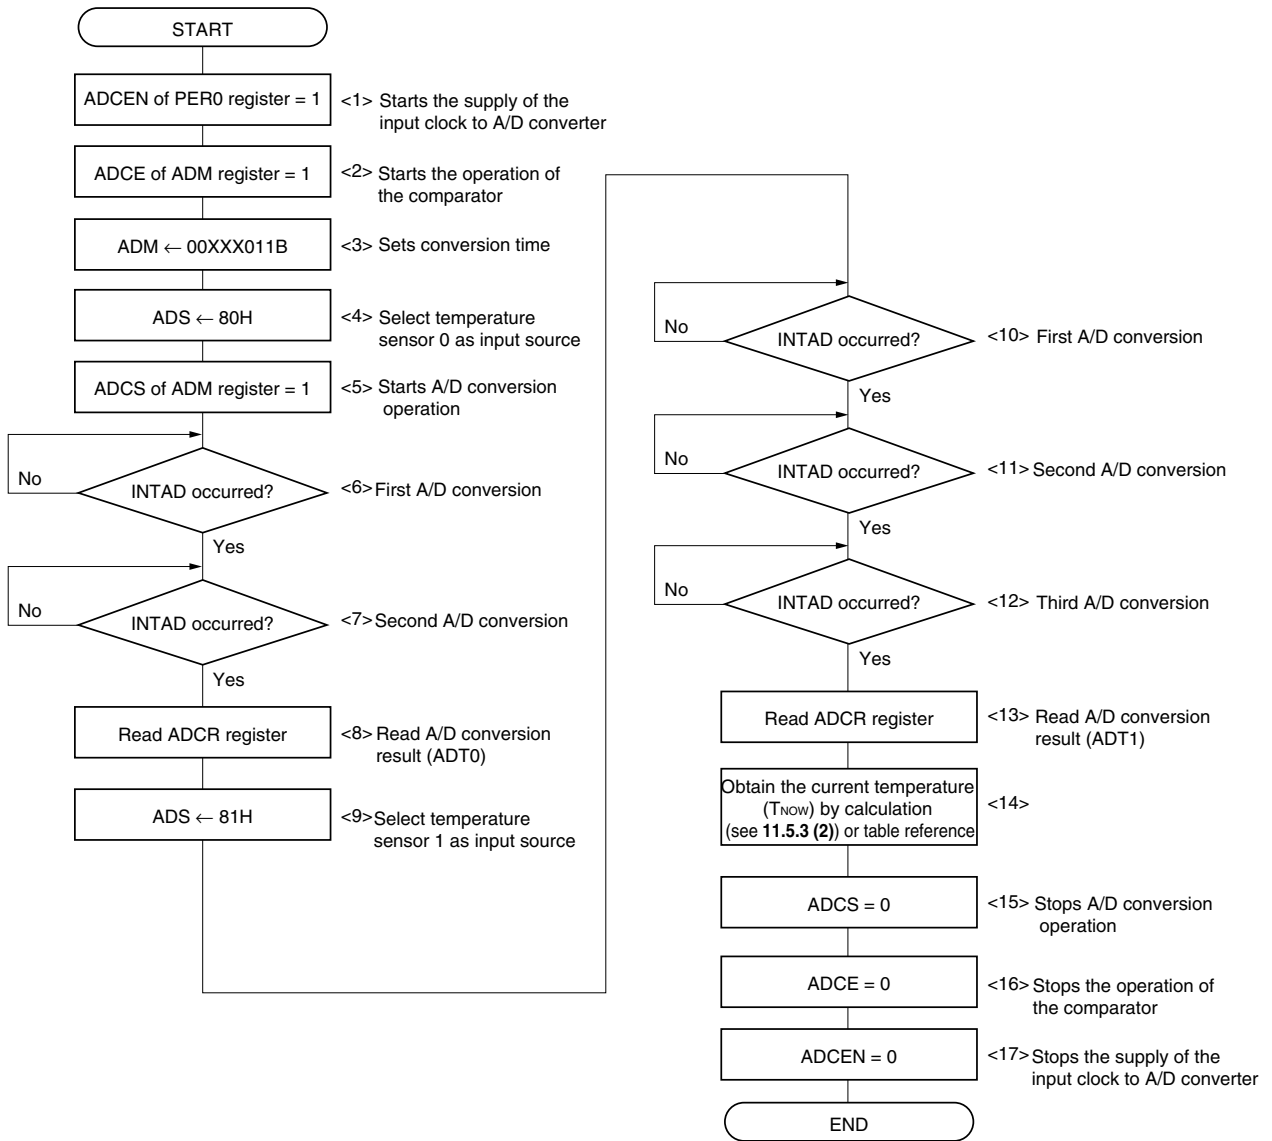 START
ADCEN of PER0 register = 1
<1> Starts the supply of the
input clock to A/D converter
ADCE of ADM register = 1
<2> Starts the operation of
the comparator
ADM ← 00XXX011B
<3> Sets conversion time
ADS ← 80H
<4> Select temperature
sensor 0 as input source
ADCS of ADM register = 1
<5> Starts A/D conversion
operation
No
INTAD occurred?
<6> First A/D conversion
Yes
No
INTAD occurred?
<7> Second A/D conversion
Yes
Read ADCR register
<8> Read A/D conversion
result (ADT0)
ADS ← 81H
<9> Select temperature
sensor 1 as input source
No
INTAD occurred?
<10> First A/D conversion
Yes
No
INTAD occurred?
<11> Second A/D conversion
Yes
No
INTAD occurred?
<12> Third A/D conversion
Yes
Read ADCR register
<13> Read A/D conversion
result (ADT1)
Obtain the current temperature
(TNOW) by calculation
(see 11.5.3 (2)) or table reference
<14>
ADCS = 0
<15> Stops A/D conversion
operation
ADCE = 0
<16> Stops the operation of
the comparator
ADCEN = 0
<17> Stops the supply of the
input clock to A/D converter
END